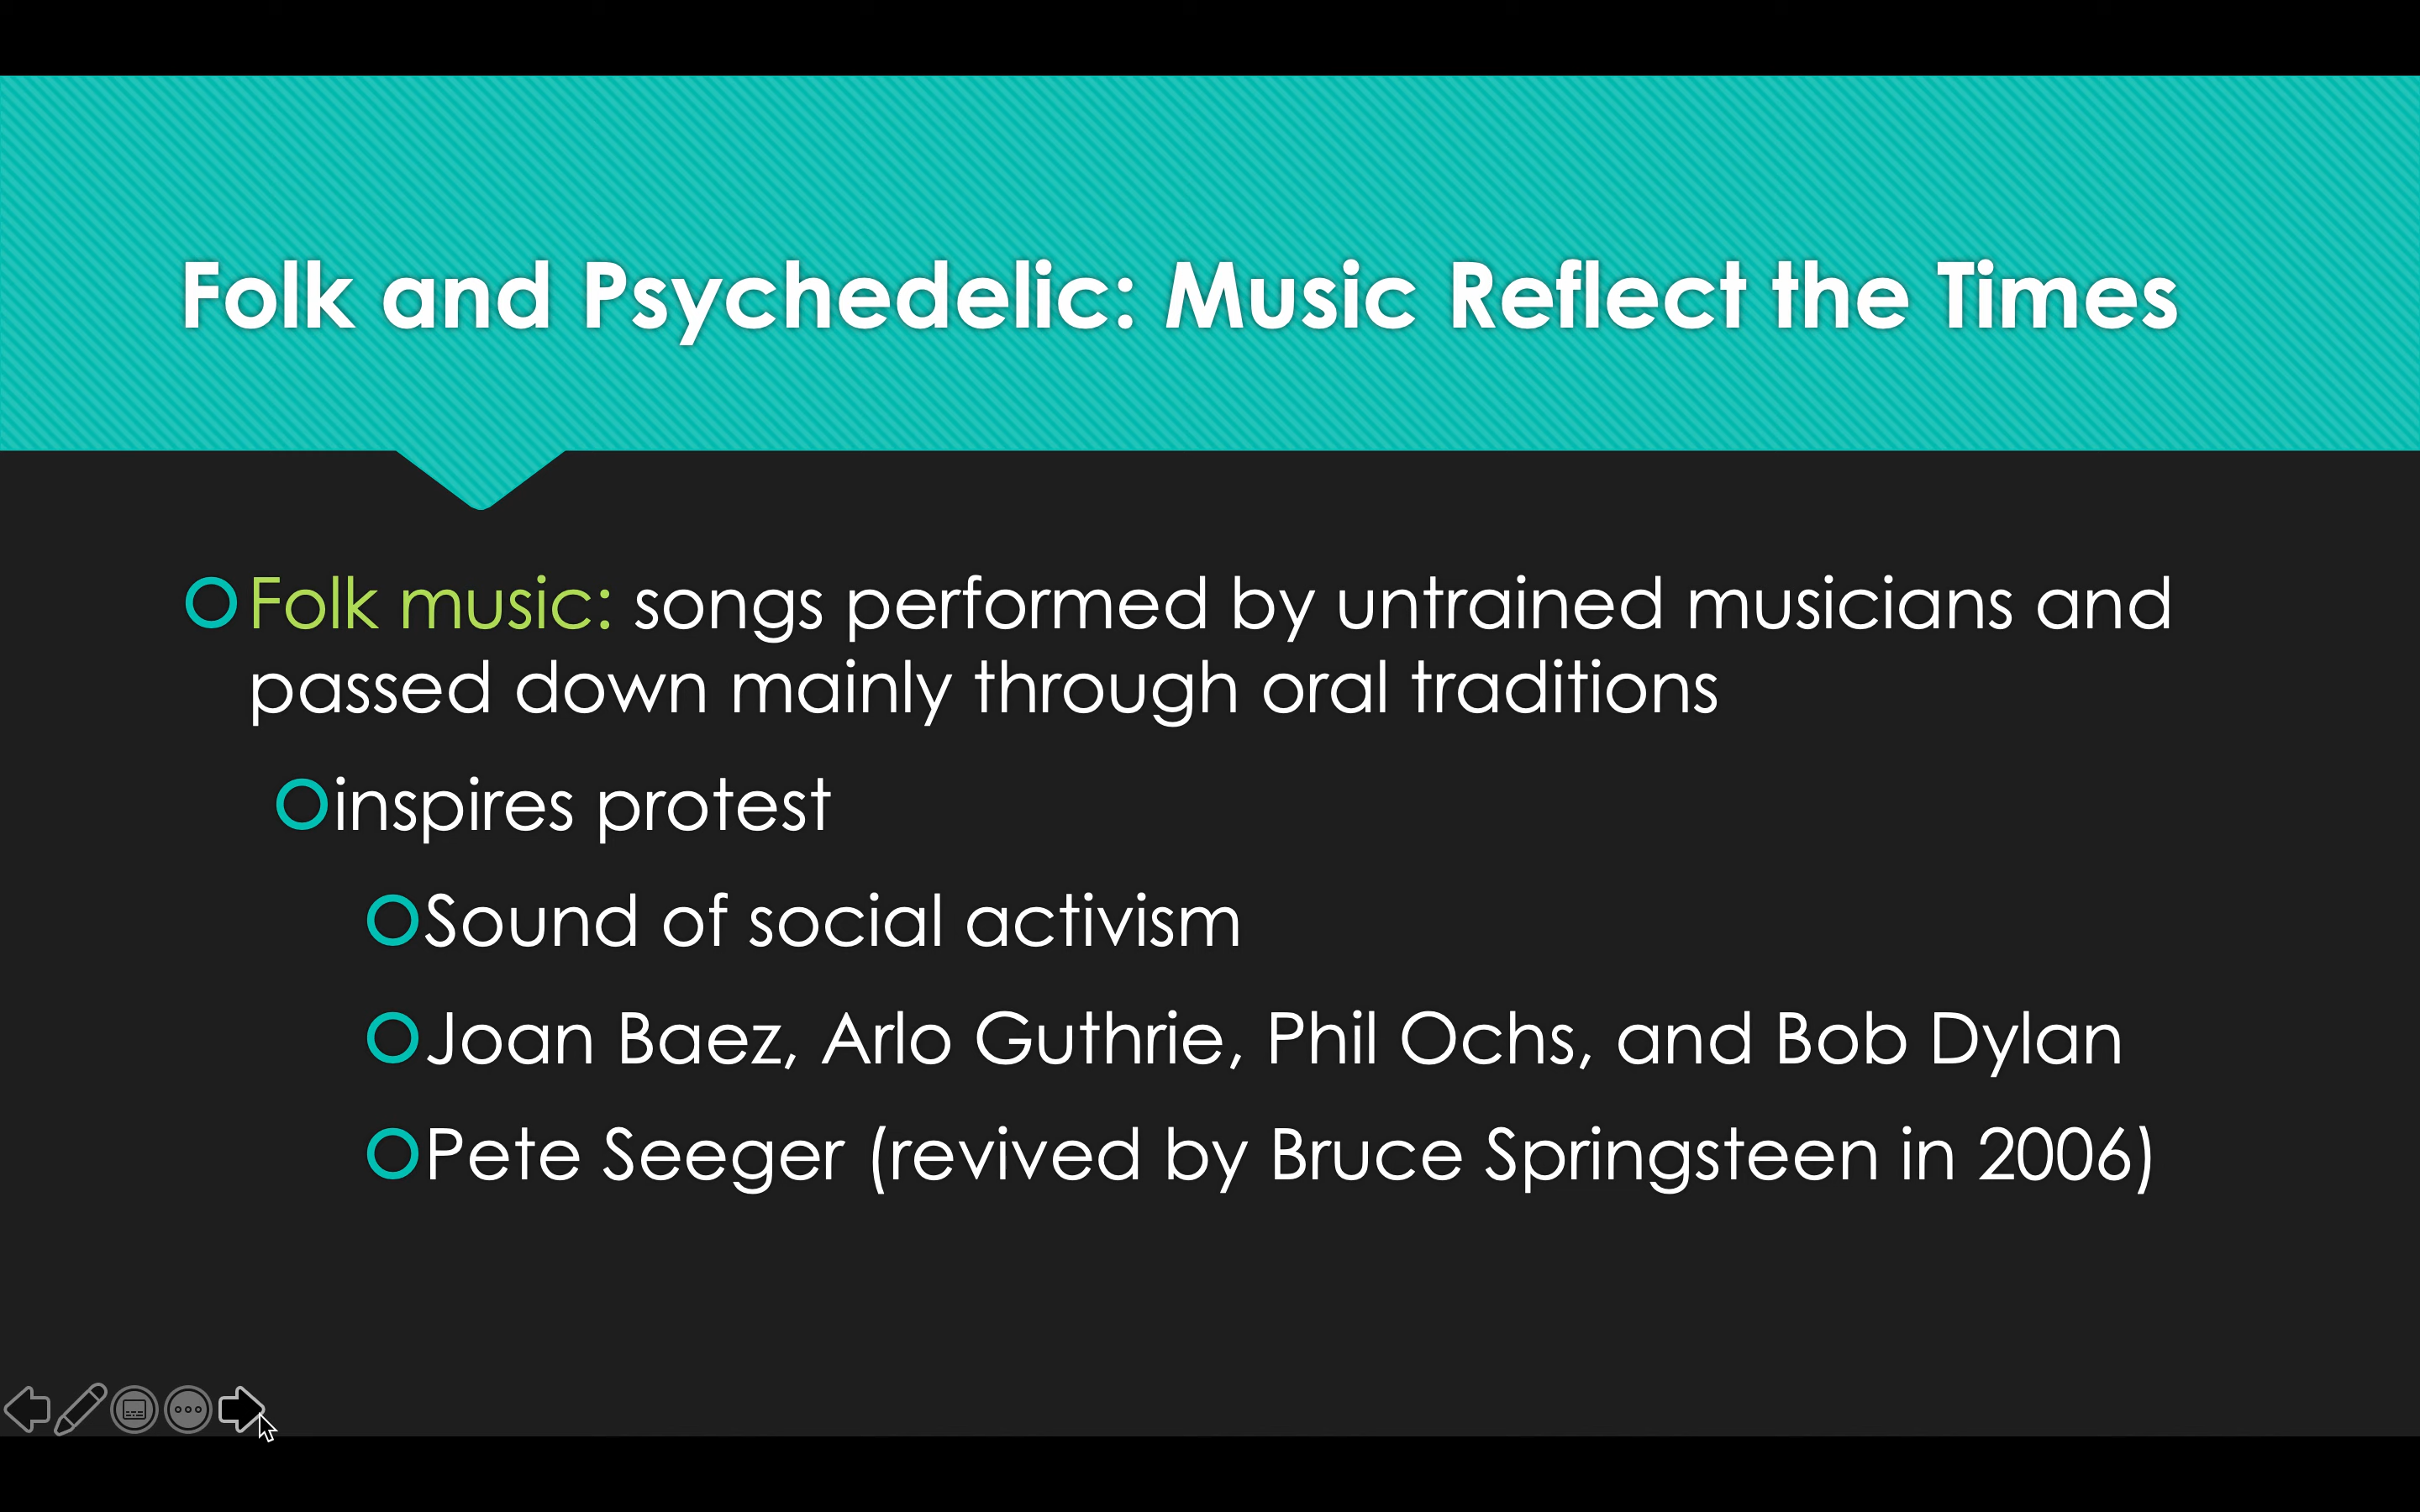 Folk and Psychedelic: Music Reflect the Times
Folk music: songs performed by untrained musicians and
passed down mainly through oral traditions
inspires protest
Sound of social activism
Joan Baez, Arlo Guthrie, Phil Ochs, and Bob Dylan
Pete Seeger (revived by Bruce Springsteen in 2006)